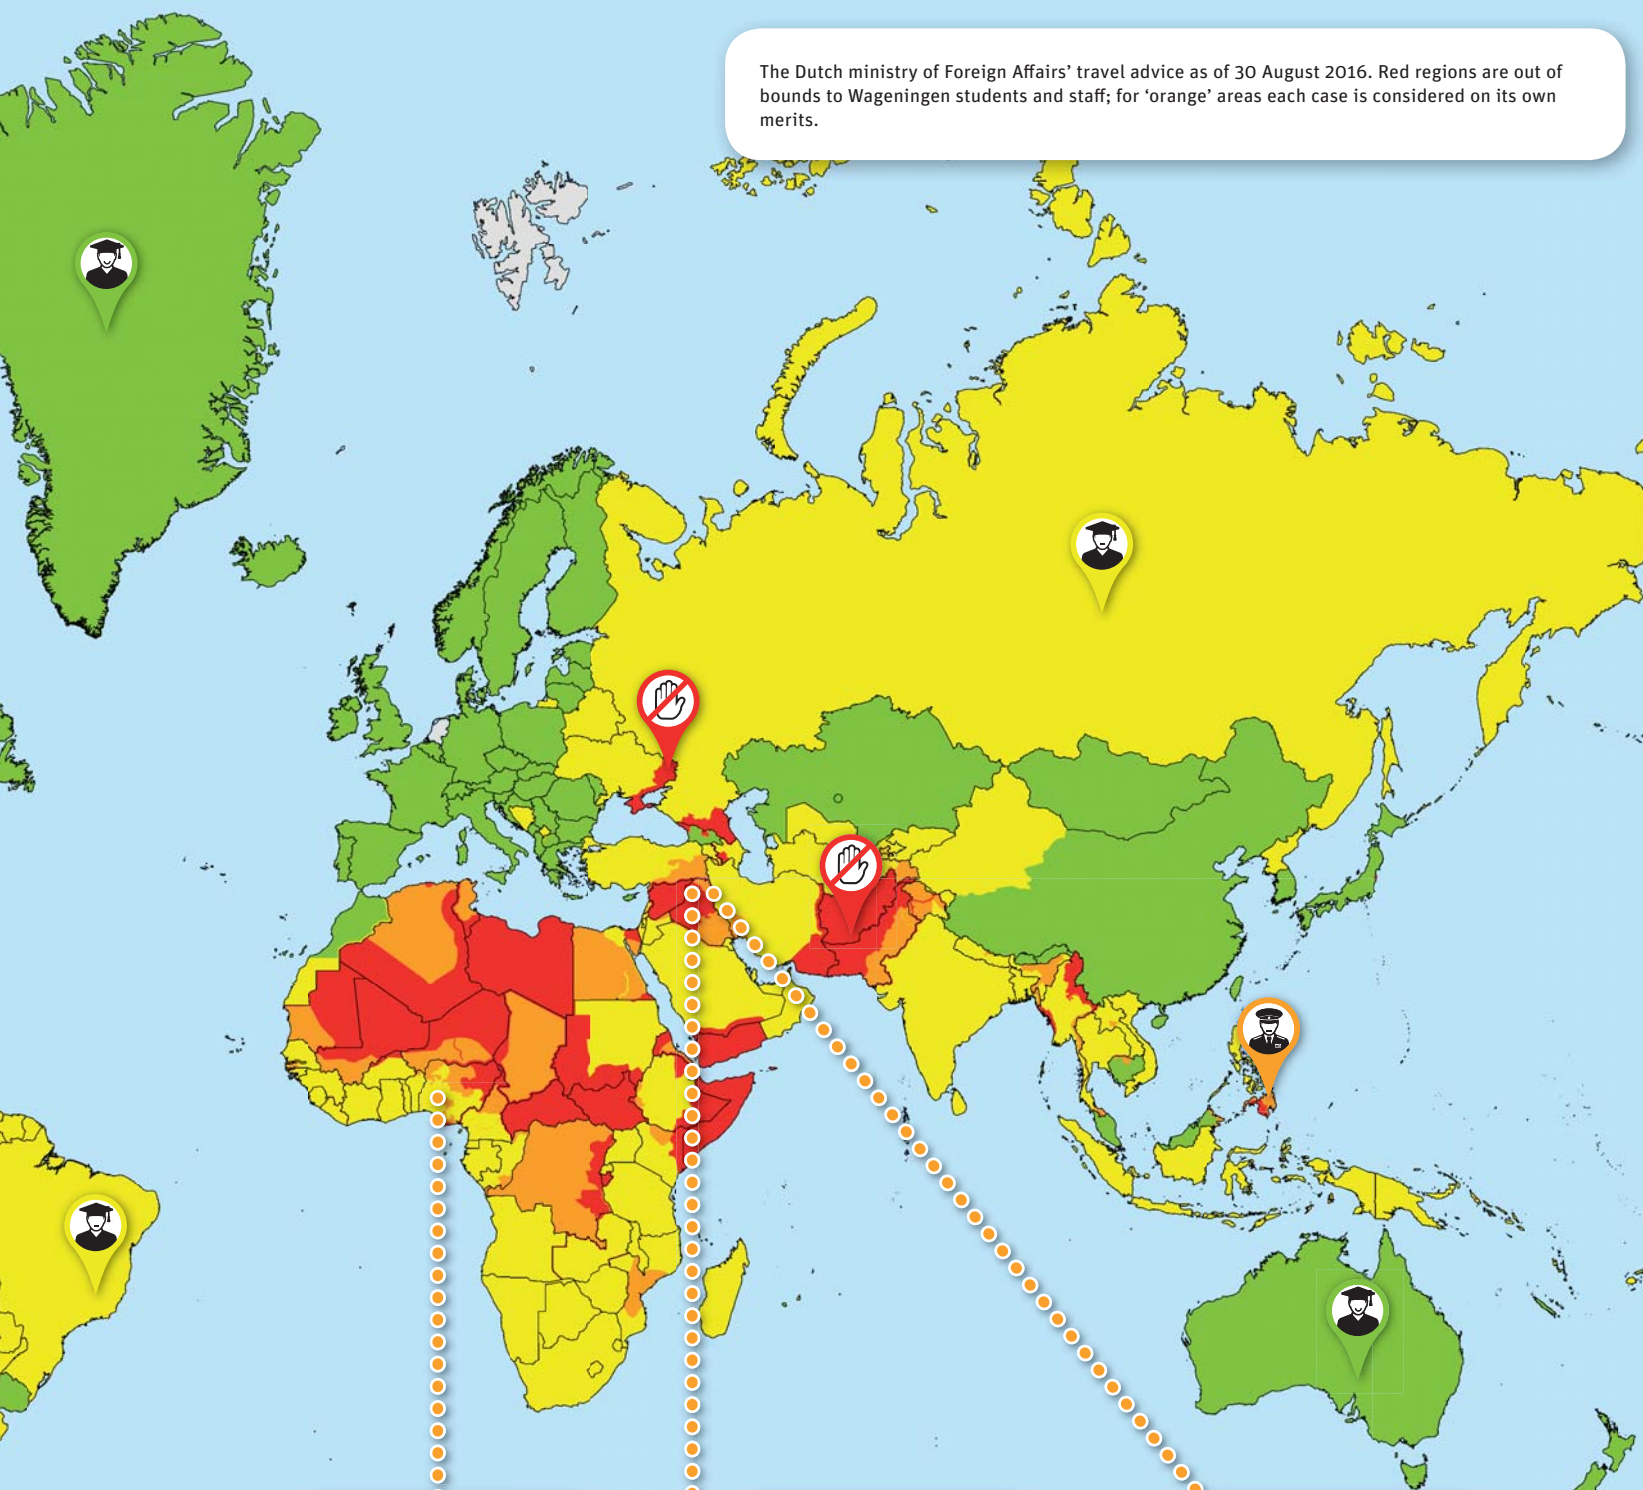 The Dutch ministry of Foreign Affairs’ travel advice as of 30 August 2016. Red regions are out of
bounds to Wageningen students and staff; for ‘orange’ areas each case is considered on its own
merits.